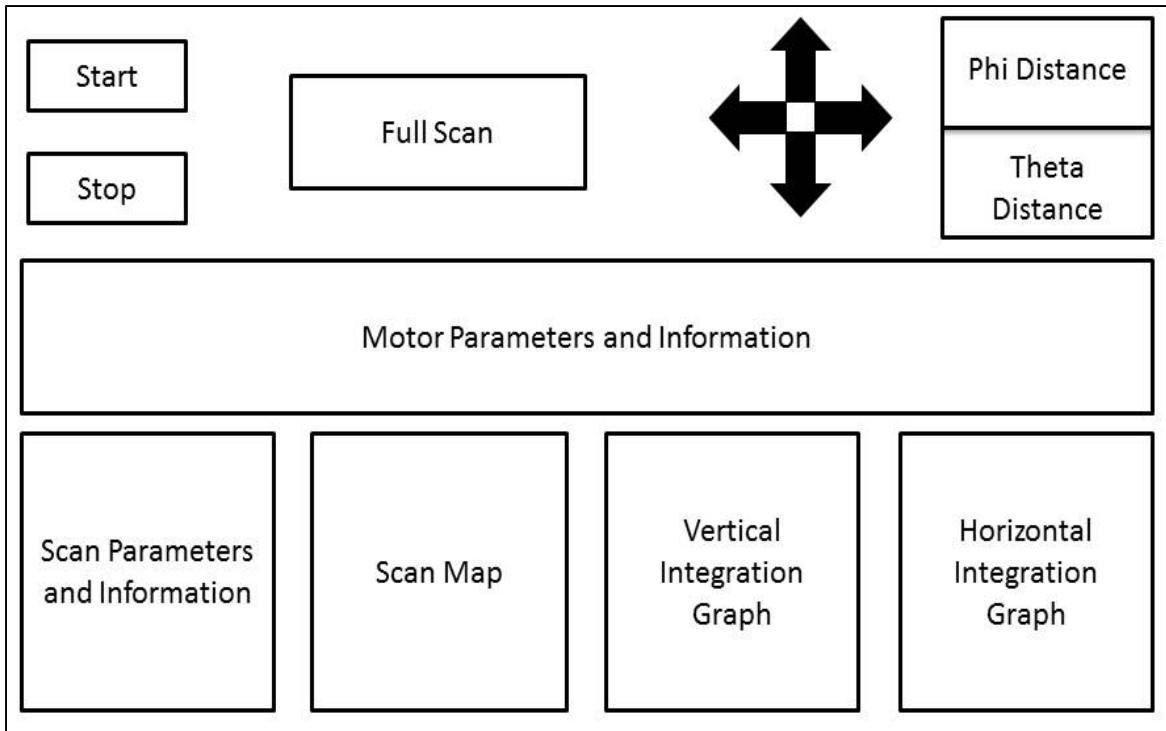 Start
Stop
Full Scan
Phi Distance
Theta
Distance
Motor Parameters and Information
Scan Parameters
and Information
Scan Map
Vertical
Integration
Graph
Horizontal
Integration
Graph